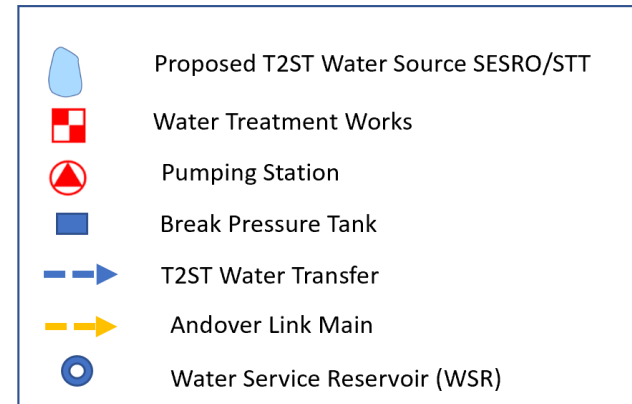 Proposed T2ST Water Source SESRO/STT
Water Treatment Works
Pumping Station
Break Pressure Tank
T2ST Water Transfer
Andover Link Main
Water Service Reservoir (WSR)